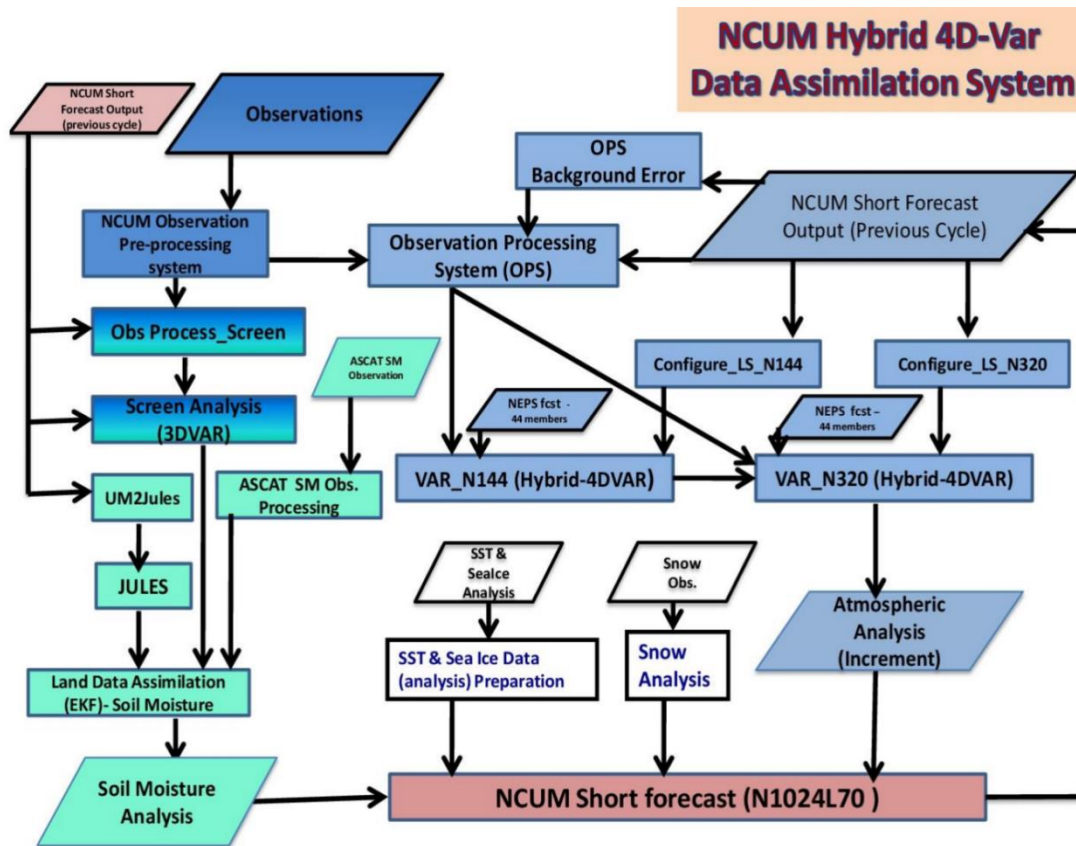 NCUM Hybrid 4D-Var
Data Assimilation System
NCUM Short
Forecast Output
(previous cycle)
Observations
OPS
Background Error
NCUM Short Forecast
Output (Previous Cycle)
NCUM Observation
Pre-processing
system
Observation Processing
System (OPS)
Obs Process_Screen
ASCAT SM
Observation
Configure_LS_N144
Configure_LS_N320
Screen Analysis
(3DVAR)
NEPS fcst -
44 members
NEPS fcst –
44 members
UM2Jules
ASCAT SM Obs.
Processing
VAR_N144 (Hybrid-4DVAR)
VAR_N320 (Hybrid-4DVAR)
JULES
SST &
SeaIce
Analysis
Snow
Obs.
Atmospheric
Analysis
(Increment)
SST & Sea Ice Data
(analysis) Preparation
Snow
Analysis
Land Data Assimilation
(EKF)- Soil Moisture
Soil Moisture
Analysis
NCUM Short forecast (N1024L70 )